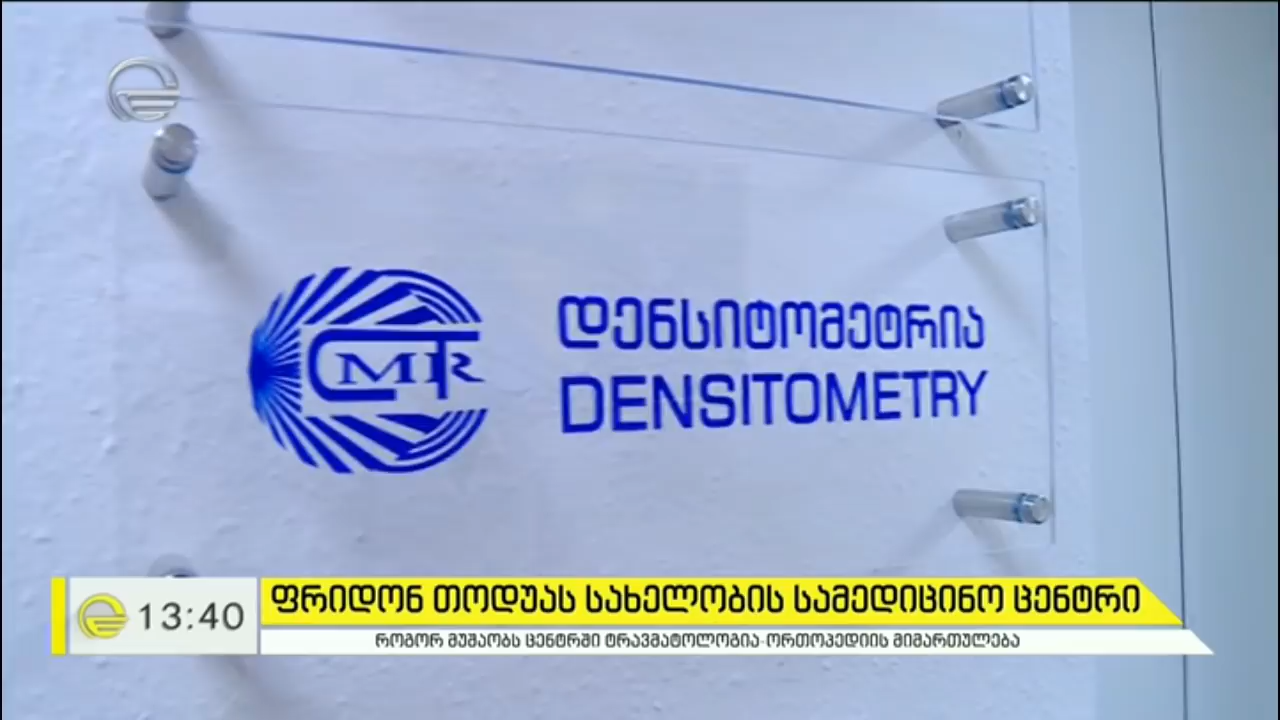 CMR
დენსიტომეტრია
DENSITOMETRY
13:40
ფრიდონ თოდუას სახელობის სამედიცინო ცენტრი
როგორ მუშაობს ცენტრში ტრავმატოლოგია-ორთოპედიის მიმართულება